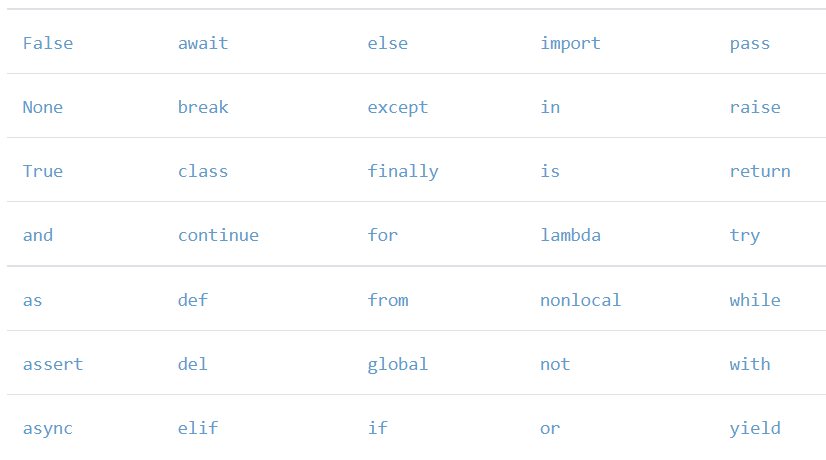 False await else import pass
None break except in raise
True class finally is return
and continue for lambda try
as def from nonlocal while
assert del global not with
async elif if or yield